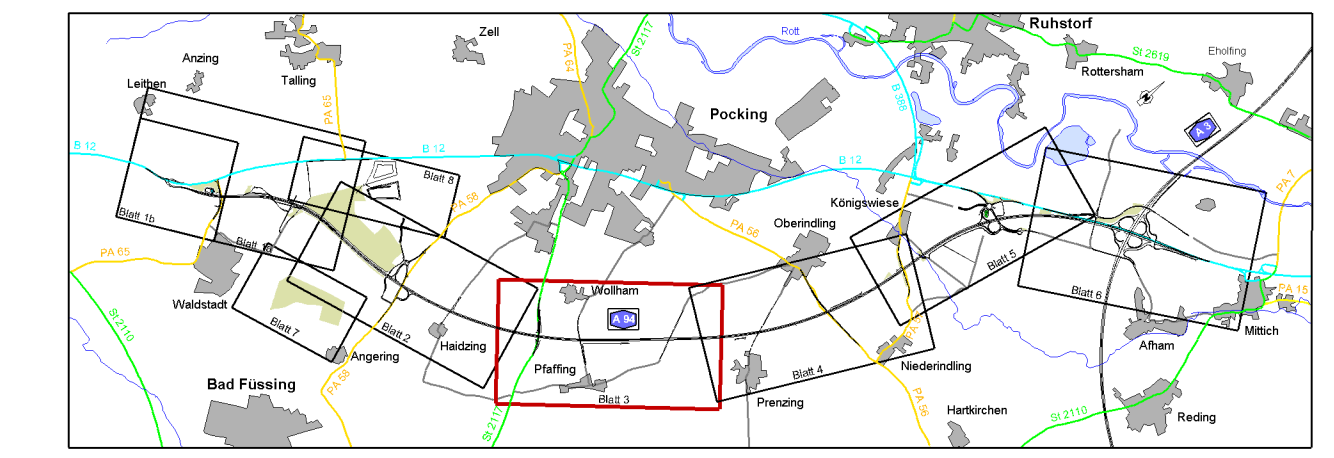 Ruhstorf
Zell
St 2117
Rott
PA 64
St 2619
Eholfing
Anzing
Talling
Rottersham
Leithen
PA 65
B 388
N
Pocking
A 3
B 12
B 12
Blatt 8
PA 7
PA 58
Königswiese
Blatt 1b
PA 56
Oberindling
PA 65
Blatt 5
Waldstadt
Wollham
Blatt 6
PA 15
St 2110
Blatt 7
Blatt 2
A 94
Mittich
Haidzing
Afham
Angering
Pfaffing
Niederindling
Bad Füssing
PA 58
Blatt 4
Blatt 3
Prenzing
PA 56
Hartkirchen
St 2116
Reding
St 2117